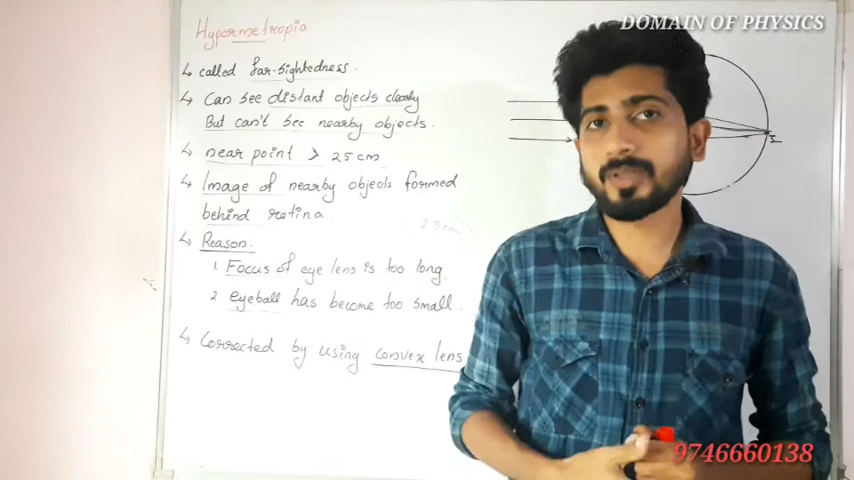 DOMAIN OF PHYSICS
Hypermetropia
↳ called far-sightedness.
↳ Can see distant objects clearly
But can't see nearby objects.
↳ near point > 25cm
↳ Image of nearby objects formed
behind retina.
25cm
↳ Reason.
1. Focus of eye lens is too long.
2 eyeball has become too small.
↳ Corrected by using convex lens
I
9746660138